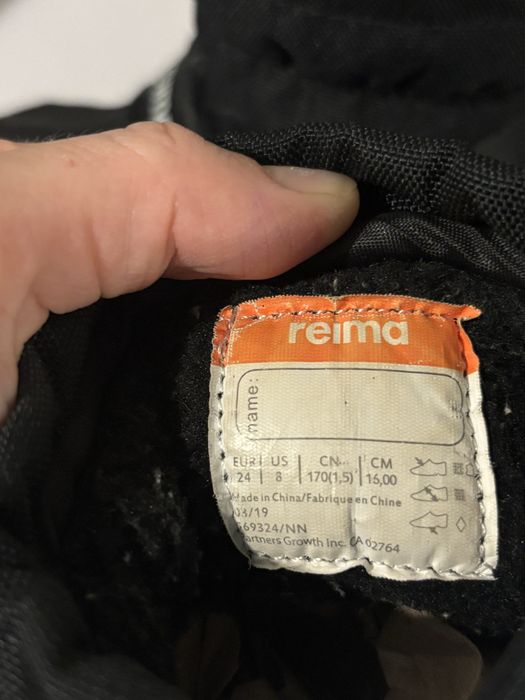 reima
name:
EUR US CN CM
24 8 170(1,5) 16,00
Made in China/Fabrique en Chine
03/19
569324/NN
Partners Growth Inc. CA 02764